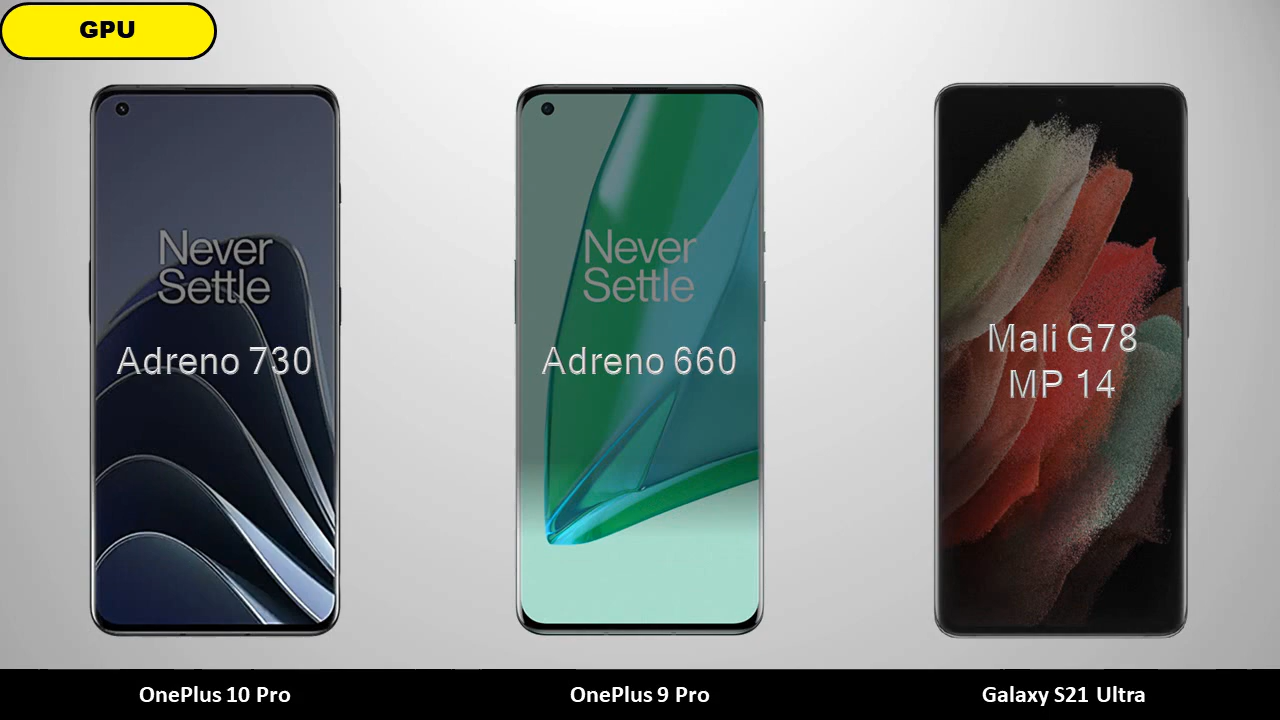 GPU
Never
Settle
Adreno 730
Never
Settle
Adreno 660
Mali G78
MP 14
OnePlus 10 Pro
OnePlus 9 Pro
Galaxy S21 Ultra